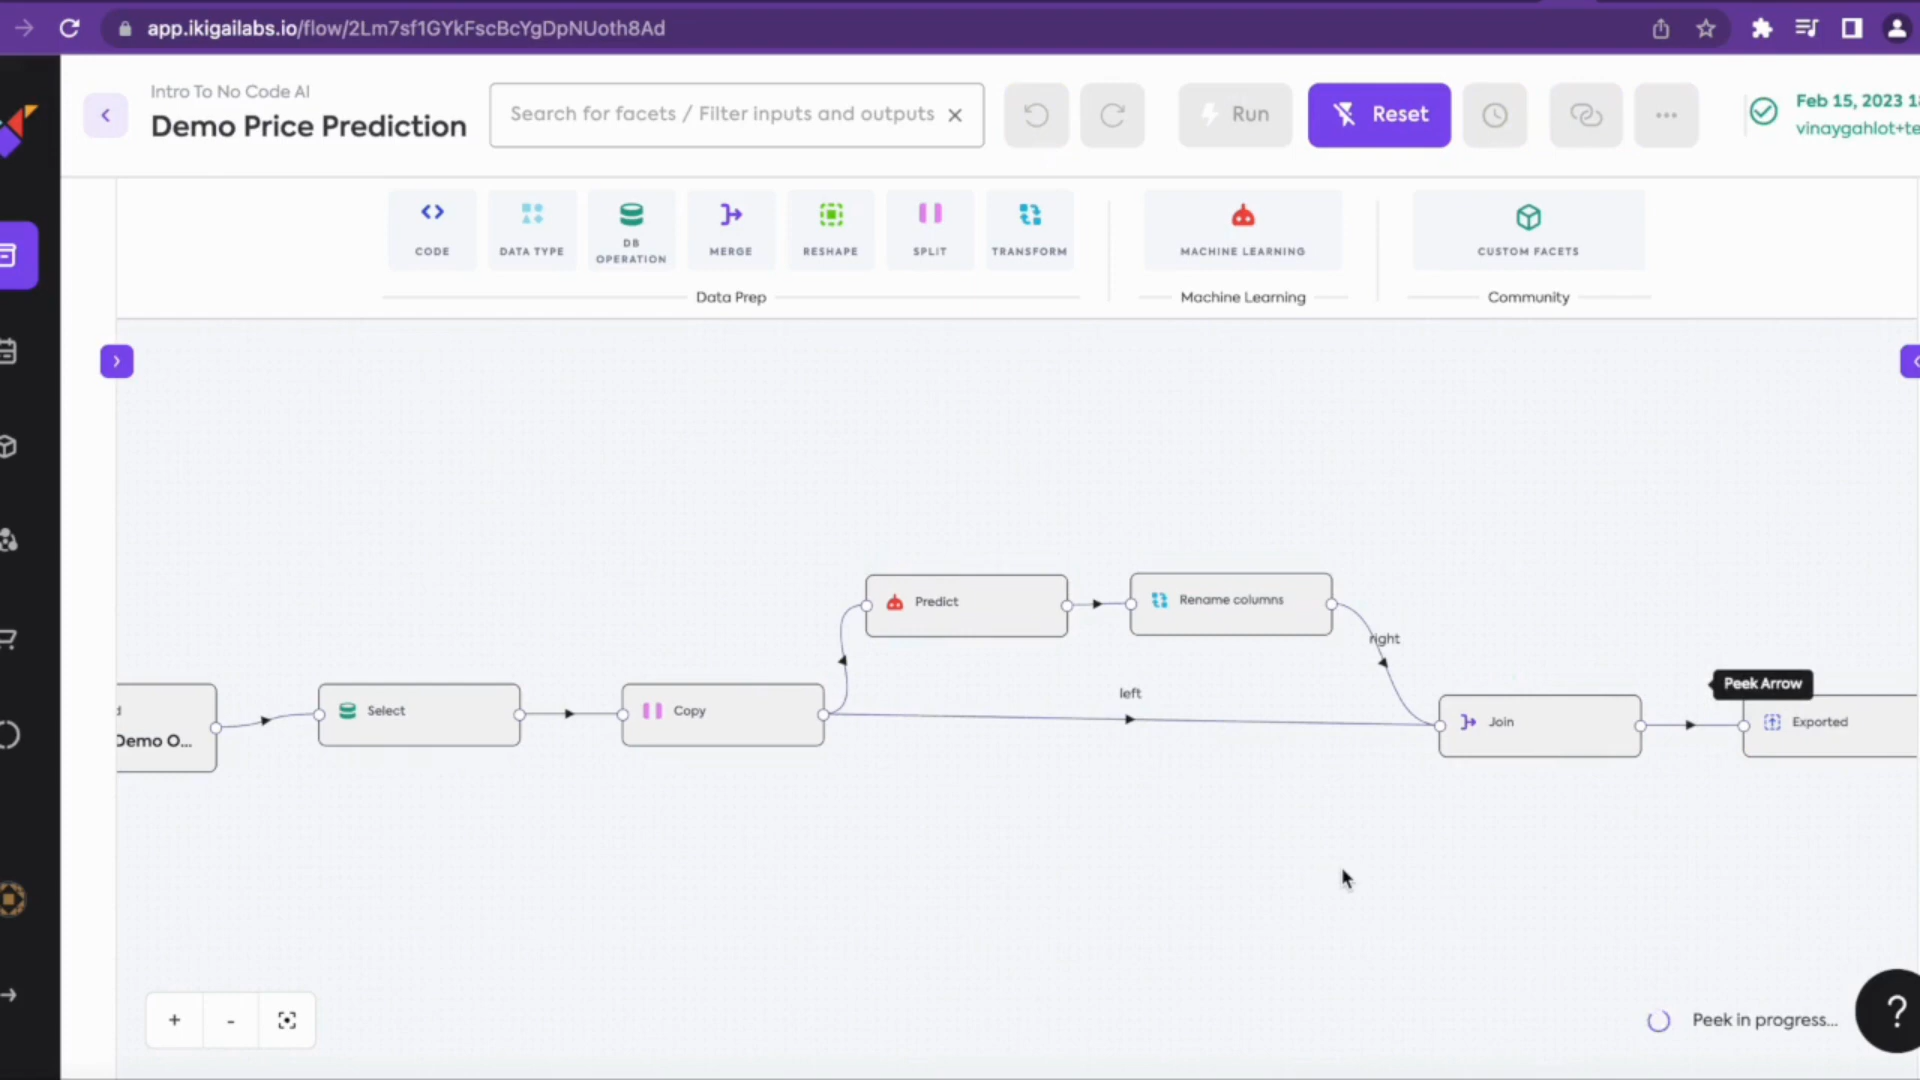 app.ikigailabs.io/flow/2Lm7sf1GYkFscBcYgDpNUoth8Ad
Intro To No Code AI
Demo Price Prediction
Search for facets / Filter inputs and outputs
Run
Reset
Feb 15, 2023 1
vinaygahlot+te
CODE
DATA TYPE
DB
OPERATION
MERGE
RESHAPE
SPLIT
TRANSFORM
MACHINE LEARNING
CUSTOM FACETS
Data Prep
Machine Learning
Community
Predict
Rename columns
right
left
Peek Arrow
d
Demo O...
Select
Copy
Join
Exported
+
-
Peek in progress...
?